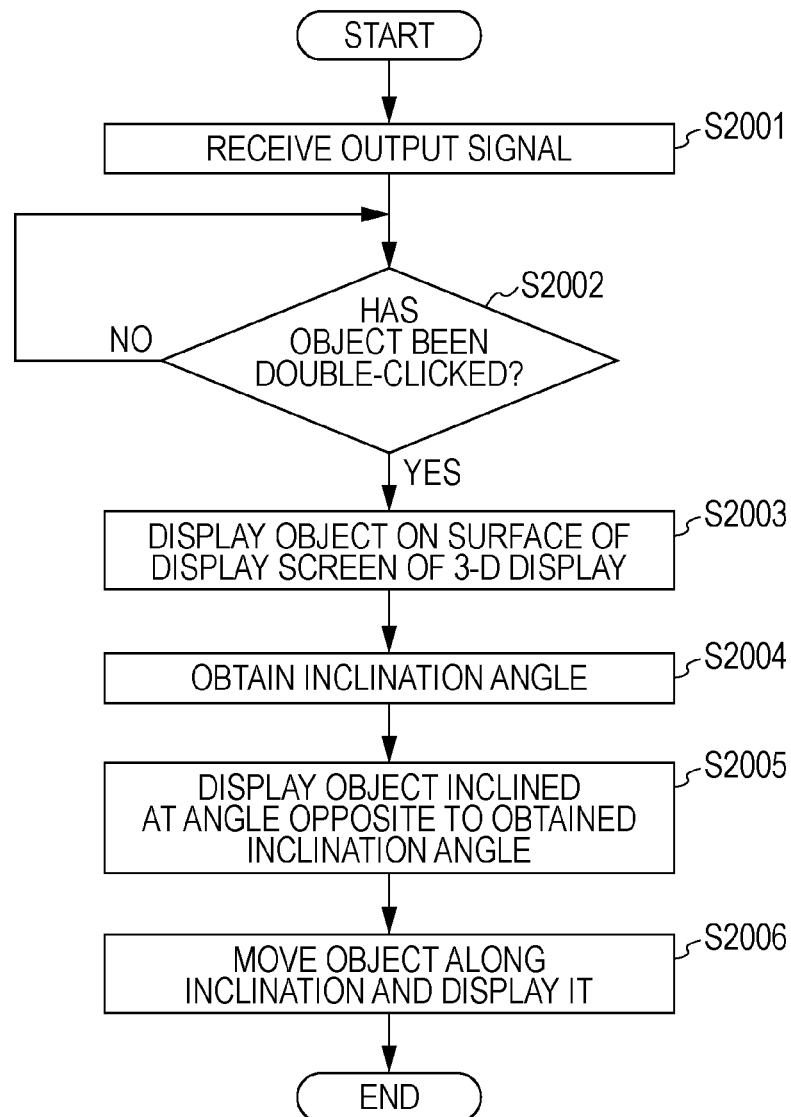 START
RECEIVE OUTPUT SIGNAL
S2001
HAS
OBJECT BEEN
DOUBLE-CLICKED?
S2002
NO
YES
DISPLAY OBJECT ON SURFACE OF
DISPLAY SCREEN OF 3-D DISPLAY
S2003
OBTAIN INCLINATION ANGLE
S2004
DISPLAY OBJECT INCLINED
AT ANGLE OPPOSITE TO OBTAINED
INCLINATION ANGLE
S2005
MOVE OBJECT ALONG
INCLINATION AND DISPLAY IT
S2006
END